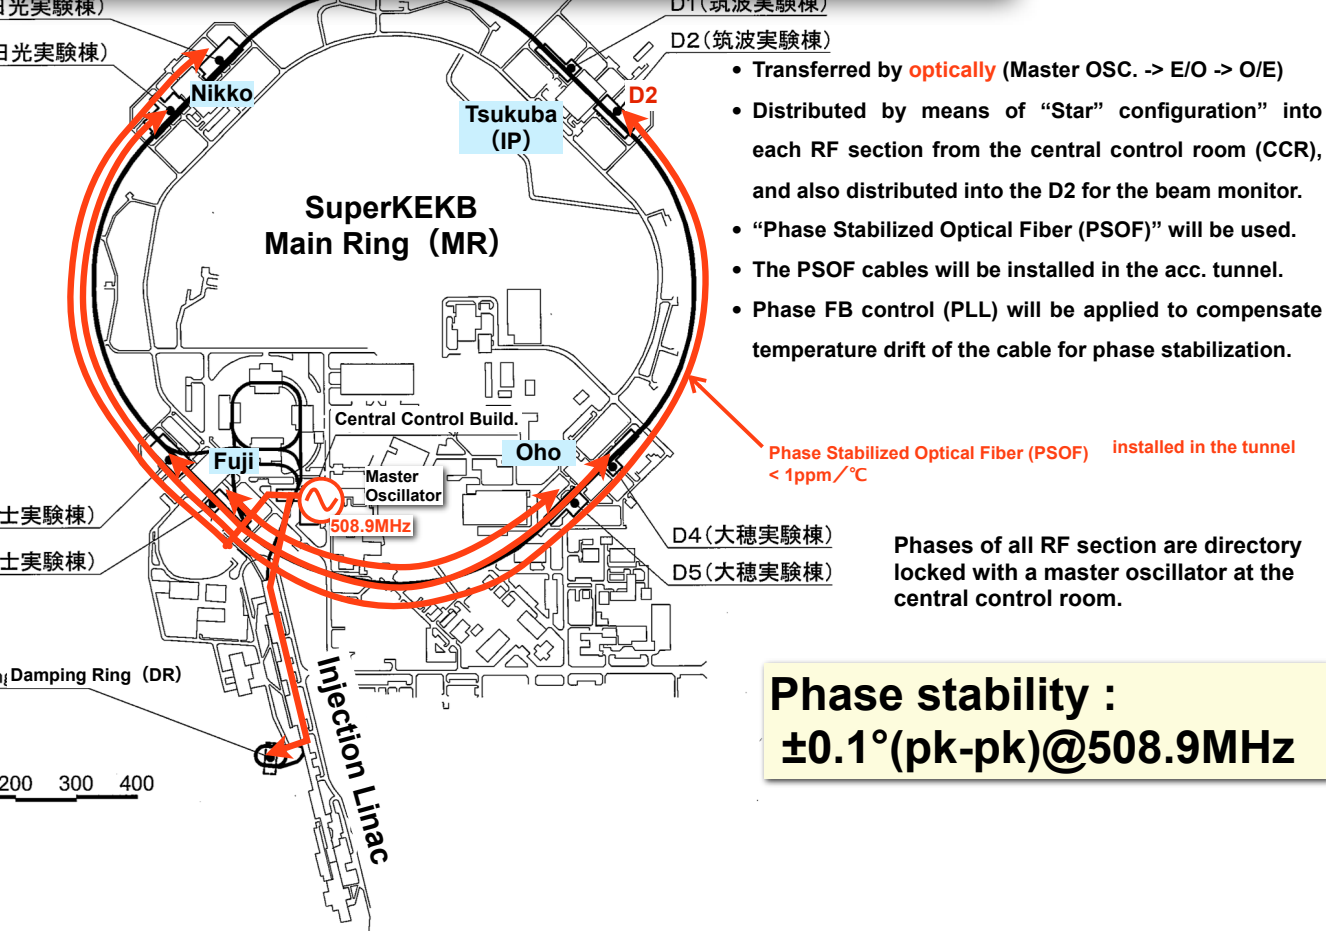 光実験棟)
D1(筑波実験棟)
光実験棟)
D2(筑波実験棟)
Nikko
D2
Tsukuba
(IP)
SuperKEKB
Main Ring (MR)
• Transferred by optically (Master OSC. -> E/O -> O/E)
• Distributed by means of “Star” configuration” into
each RF section from the central control room (CCR),
and also distributed into the D2 for the beam monitor.
• “Phase Stabilized Optical Fiber (PSOF)” will be used.
• The PSOF cables will be installed in the acc. tunnel.
• Phase FB control (PLL) will be applied to compensate
temperature drift of the cable for phase stabilization.
Central Control Build.
Fuji
Oho
Master
Oscillator
508.9MHz
Phase Stabilized Optical Fiber (PSOF) installed in the tunnel
< 1ppm/℃
士実験棟)
士実験棟)
D4(大穂実験棟)
D5(大穂実験棟)
Phases of all RF section are directory
locked with a master oscillator at the
central control room.
Damping Ring (DR)
Injection Linac
Phase stability :
±0.1°(pk-pk)@508.9MHz
200 300 400